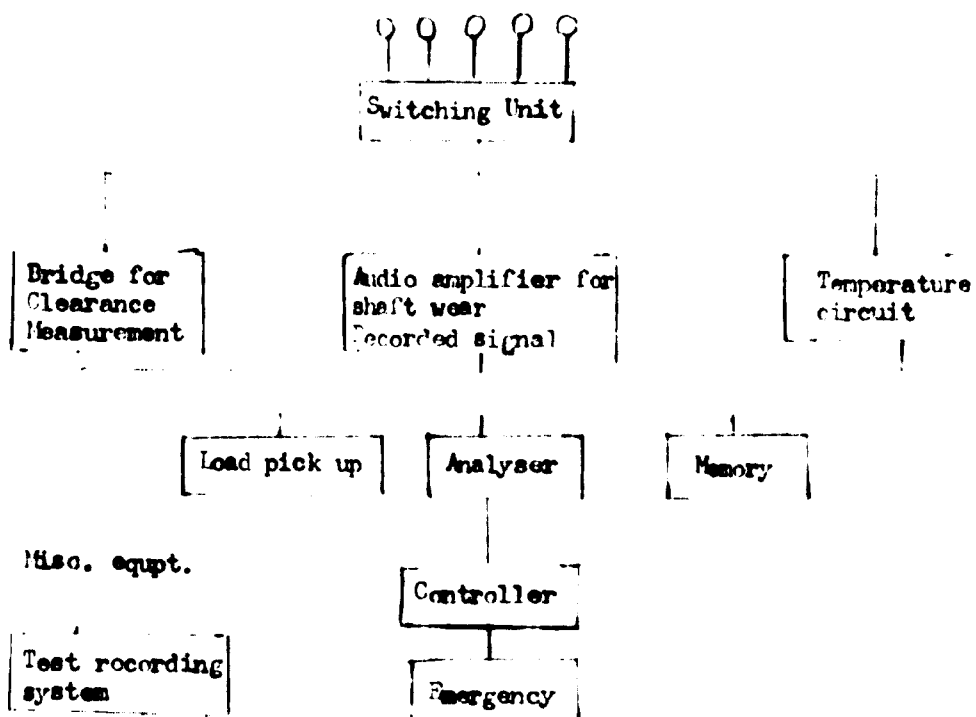 Switching Unit
Bridge for
Clearance
Measurement
Audio amplifier for
shaft wear
Recorded signal
Temperature
circuit
Load pick up
Analyser
Memory
Misc. equpt.
Controller
Test recording
system
Emergency